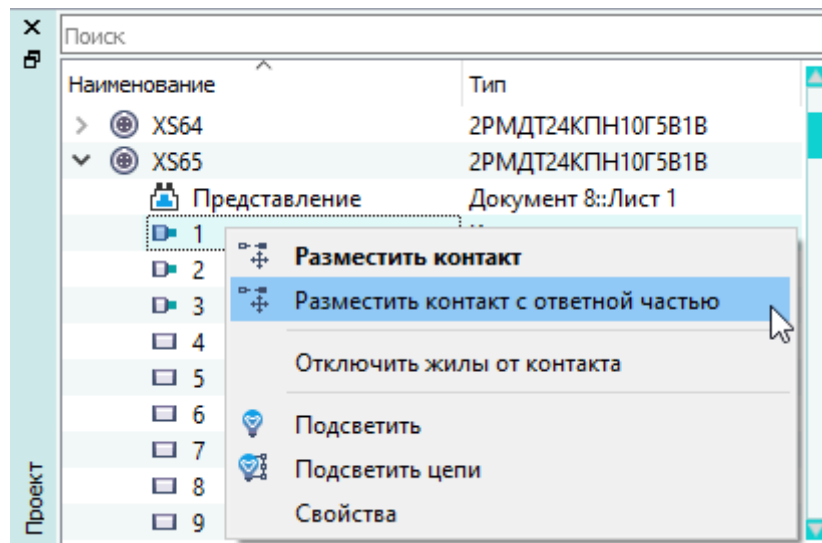 Поиск
Наименование Тип
XS64 2РМДТ24КПН10Г5В1В
XS65 2РМДТ24КПН10Г5В1В
Представление Документ 8::Лист 1
1
Разместить контакт
2
Разместить контакт с ответной частью
3
4
Отключить жилы от контакта
5
6
Подсветить
7
Подсветить цепи
8
Свойства
9
Проект